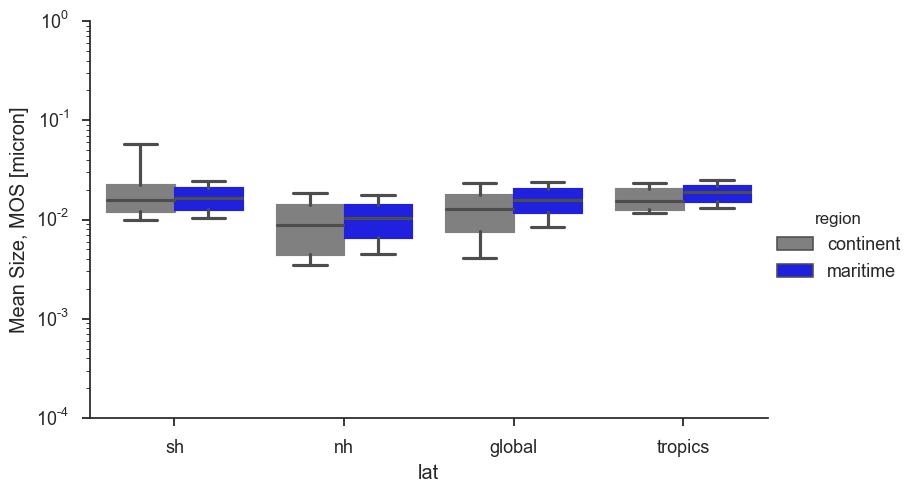 Mean Size, MOS [micron]
10^0
10^-1
10^-2
10^-3
10^-4
sh nh global tropics
lat
region
continent
maritime